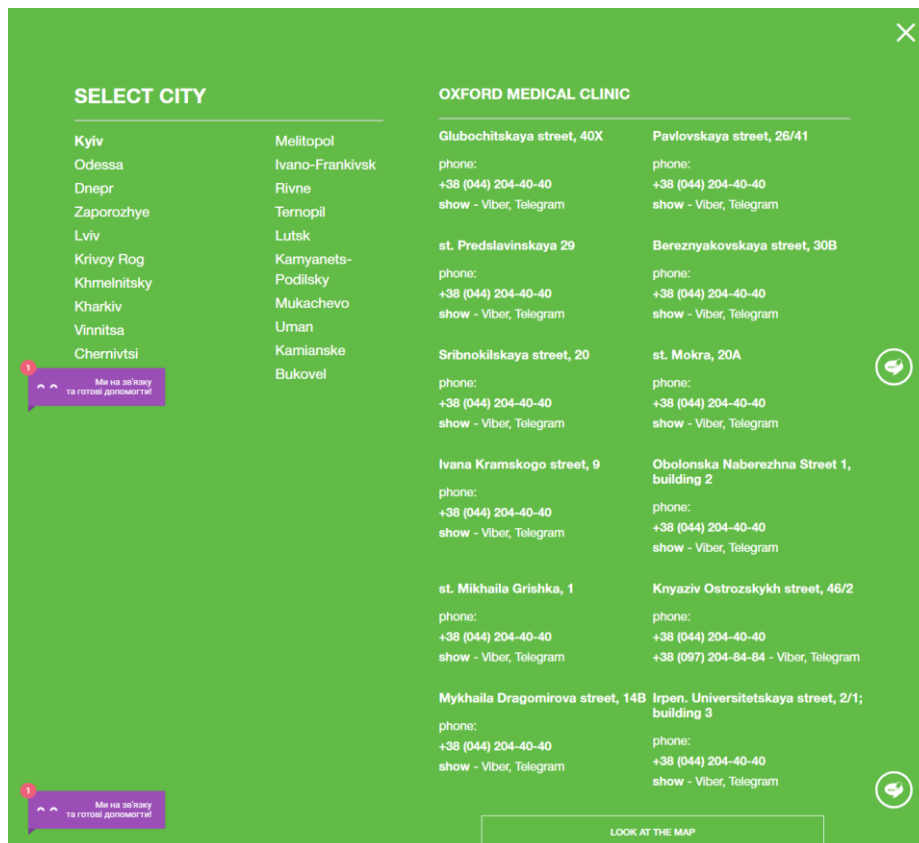 SELECT CITY
Kyiv
Odessa
Dnepr
Zaporozhye
Lviv
Krivoy Rog
Khmelnitsky
Kharkiv
Vinnitsa
Chernivtsi
Melitopol
Ivano-Frankivsk
Rivne
Ternopil
Lutsk
Kamyanets-
Podilsky
Mukachevo
Uman
Kamianske
Bukovel
1
Ми на зв'язку
та готові допомогти!
OXFORD MEDICAL CLINIC
Glubochitskaya street, 40X
phone:
+38 (044) 204-40-40
show - Viber, Telegram
Pavlovskaya street, 26/41
phone:
+38 (044) 204-40-40
show - Viber, Telegram
st. Predslavinskaya 29
phone:
+38 (044) 204-40-40
show - Viber, Telegram
Bereznyakovskaya street, 30B
phone:
+38 (044) 204-40-40
show - Viber, Telegram
Sribnokilskaya street, 20
phone:
+38 (044) 204-40-40
show - Viber, Telegram
st. Mokra, 20A
phone:
+38 (044) 204-40-40
show - Viber, Telegram
Ivana Kramskogo street, 9
phone:
+38 (044) 204-40-40
show - Viber, Telegram
Obolonska Naberezhna Street 1,
building 2
phone:
+38 (044) 204-40-40
show - Viber, Telegram
st. Mikhaila Grishka, 1
phone:
+38 (044) 204-40-40
show - Viber, Telegram
Knyaziv Ostrozskykh street, 46/2
phone:
+38 (044) 204-40-40
+38 (097) 204-84-84 - Viber, Telegram
Mykhaila Dragomirova street, 14B
phone:
+38 (044) 204-40-40
show - Viber, Telegram
Irpen. Universitetskaya street, 2/1;
building 3
phone:
+38 (044) 204-40-40
show - Viber, Telegram
1
Ми на зв'язку
та готові допомогти!
LOOK AT THE MAP